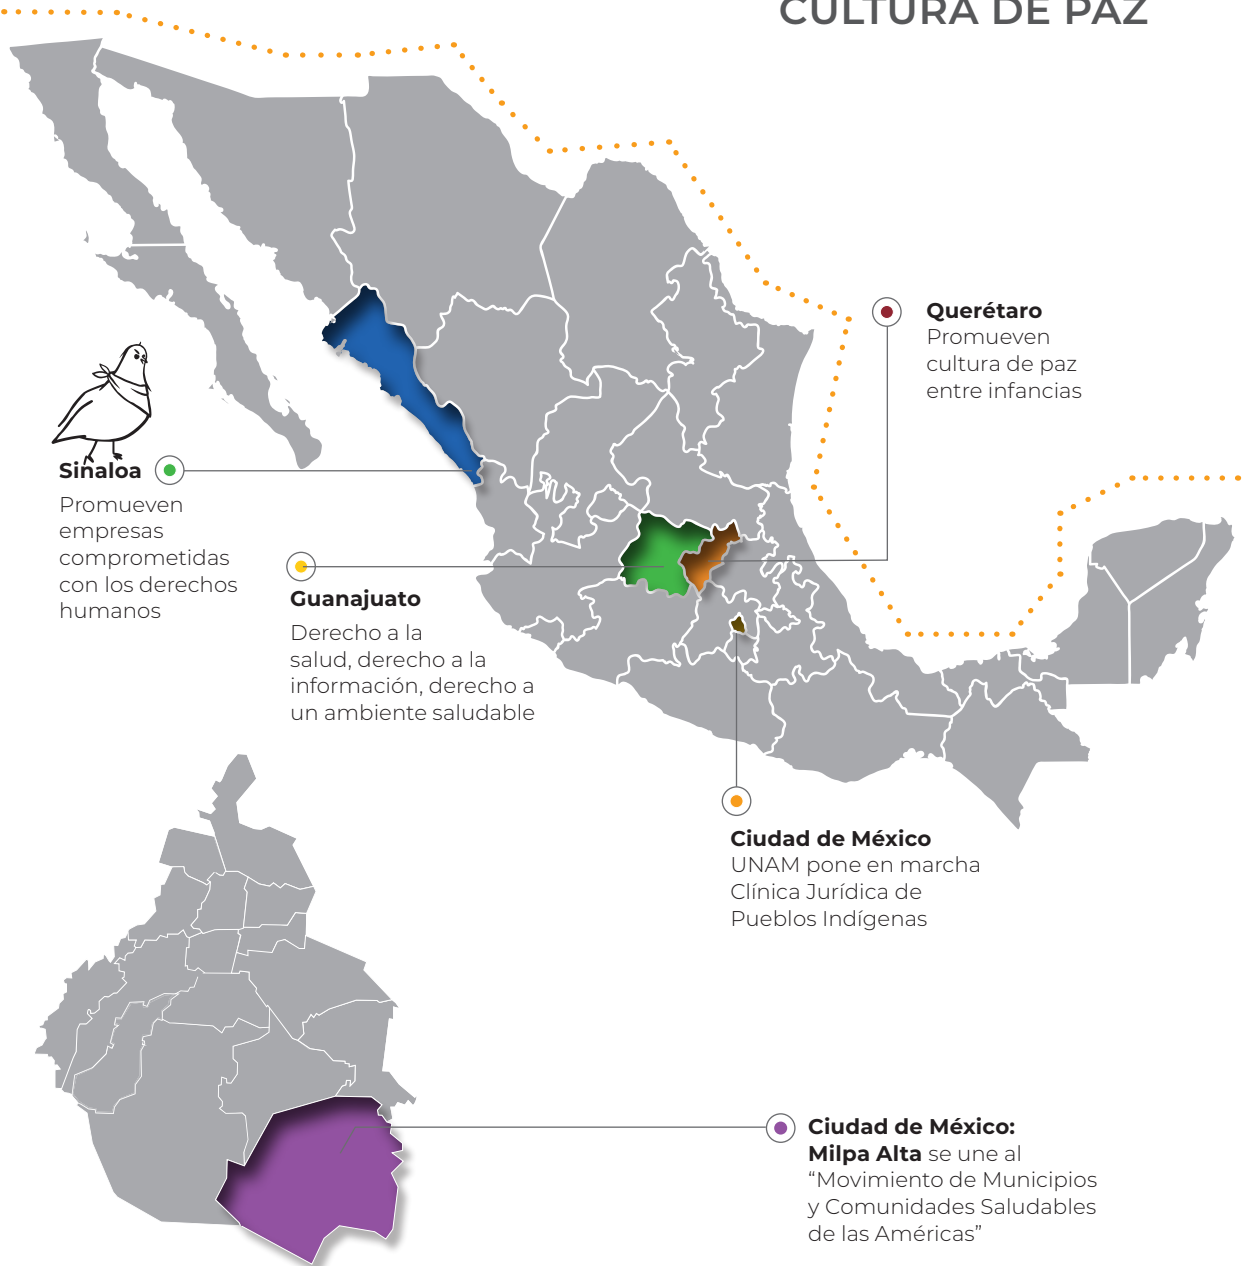 CULTURA DE PAZ
Querétaro
Promueven
cultura de paz
entre infancias
Sinaloa
Promueven
empresas
comprometidas
con los derechos
humanos
Guanajuato
Derecho a la
salud, derecho a la
información, derecho a
un ambiente saludable
Ciudad de México
UNAM pone en marcha
Clínica Jurídica de
Pueblos Indígenas
Ciudad de México:
Milpa Alta se une al
“Movimiento de Municipios
y Comunidades Saludables
de las Américas”